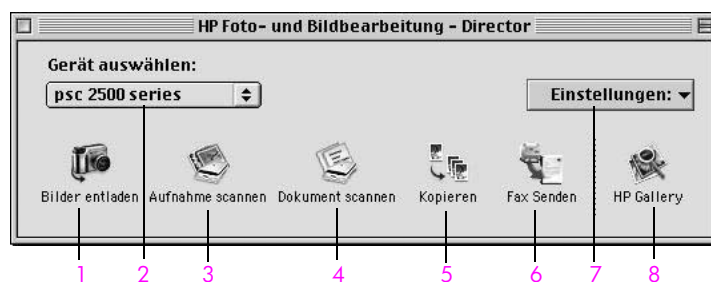 HP Foto- und Bildbearbeitung - Director
Gerät auswählen:
psc 2500 series
Einstellungen:
Bilder entladen Aufnahme scannen Dokument scannen Kopieren Fax Senden HP Gallery
1 2 3 4 5 6 7 8